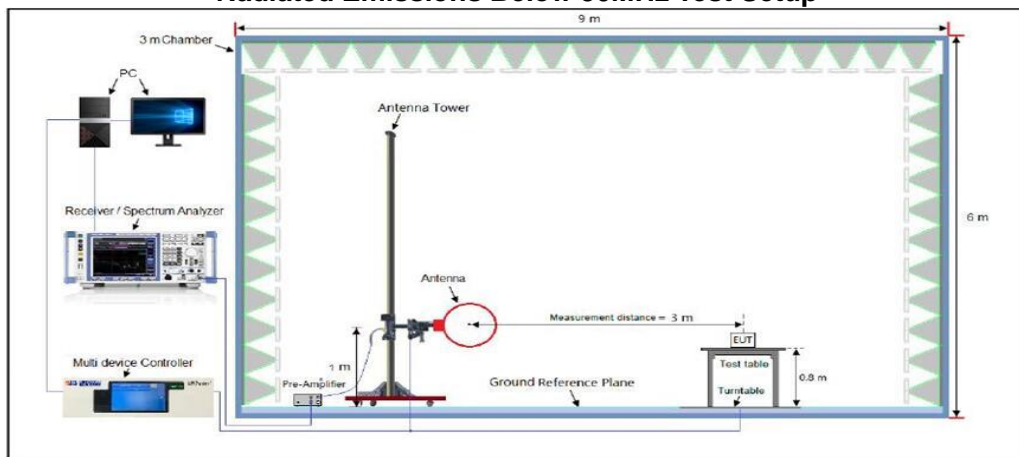 Radiated Emissions Below 30MHz Test Setup
9 m
3 m Chamber
PC
Antenna Tower
Receiver / Spectrum Analyzer
6 m
Antenna
Measurement distance = 3 m
EUT
Multi device Controller
1 m
Test table
0.8 m
Pre-Amplifier
Ground Reference Plane
Turntable